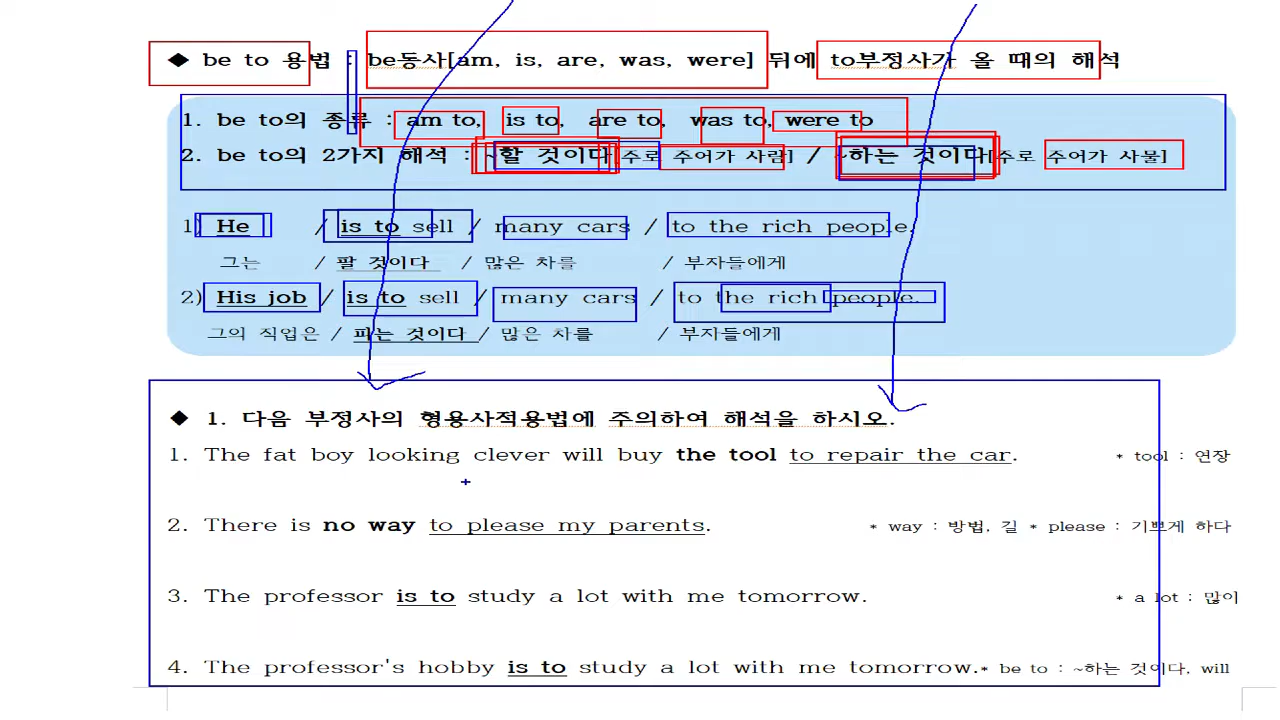 ◆ be to 용법 : be동사[am, is, are, was, were] 뒤에 to부정사가 올 때의 해석
1. be to의 종류 : am to, is to, are to, was to, were to
2. be to의 2가지 해석 : ~할 것이다[주로 주어가 사람] / ~하는 것이다[주로 주어가 사물]
1) He / is to sell / many cars / to the rich people.
그는 / 팔 것이다 / 많은 차를 / 부자들에게
2) His job / is to sell / many cars / to the rich people.
그의 직업은 / 파는 것이다 / 많은 차를 / 부자들에게
◆ 1. 다음 부정사의 형용사적용법에 주의하여 해석을 하시오.
1. The fat boy looking clever will buy the tool to repair the car. * tool : 연장
2. There is no way to please my parents. * way : 방법, 길 * please : 기쁘게 하다
3. The professor is to study a lot with me tomorrow. * a lot : 많이
4. The professor's hobby is to study a lot with me tomorrow.* be to : ~하는 것이다, will